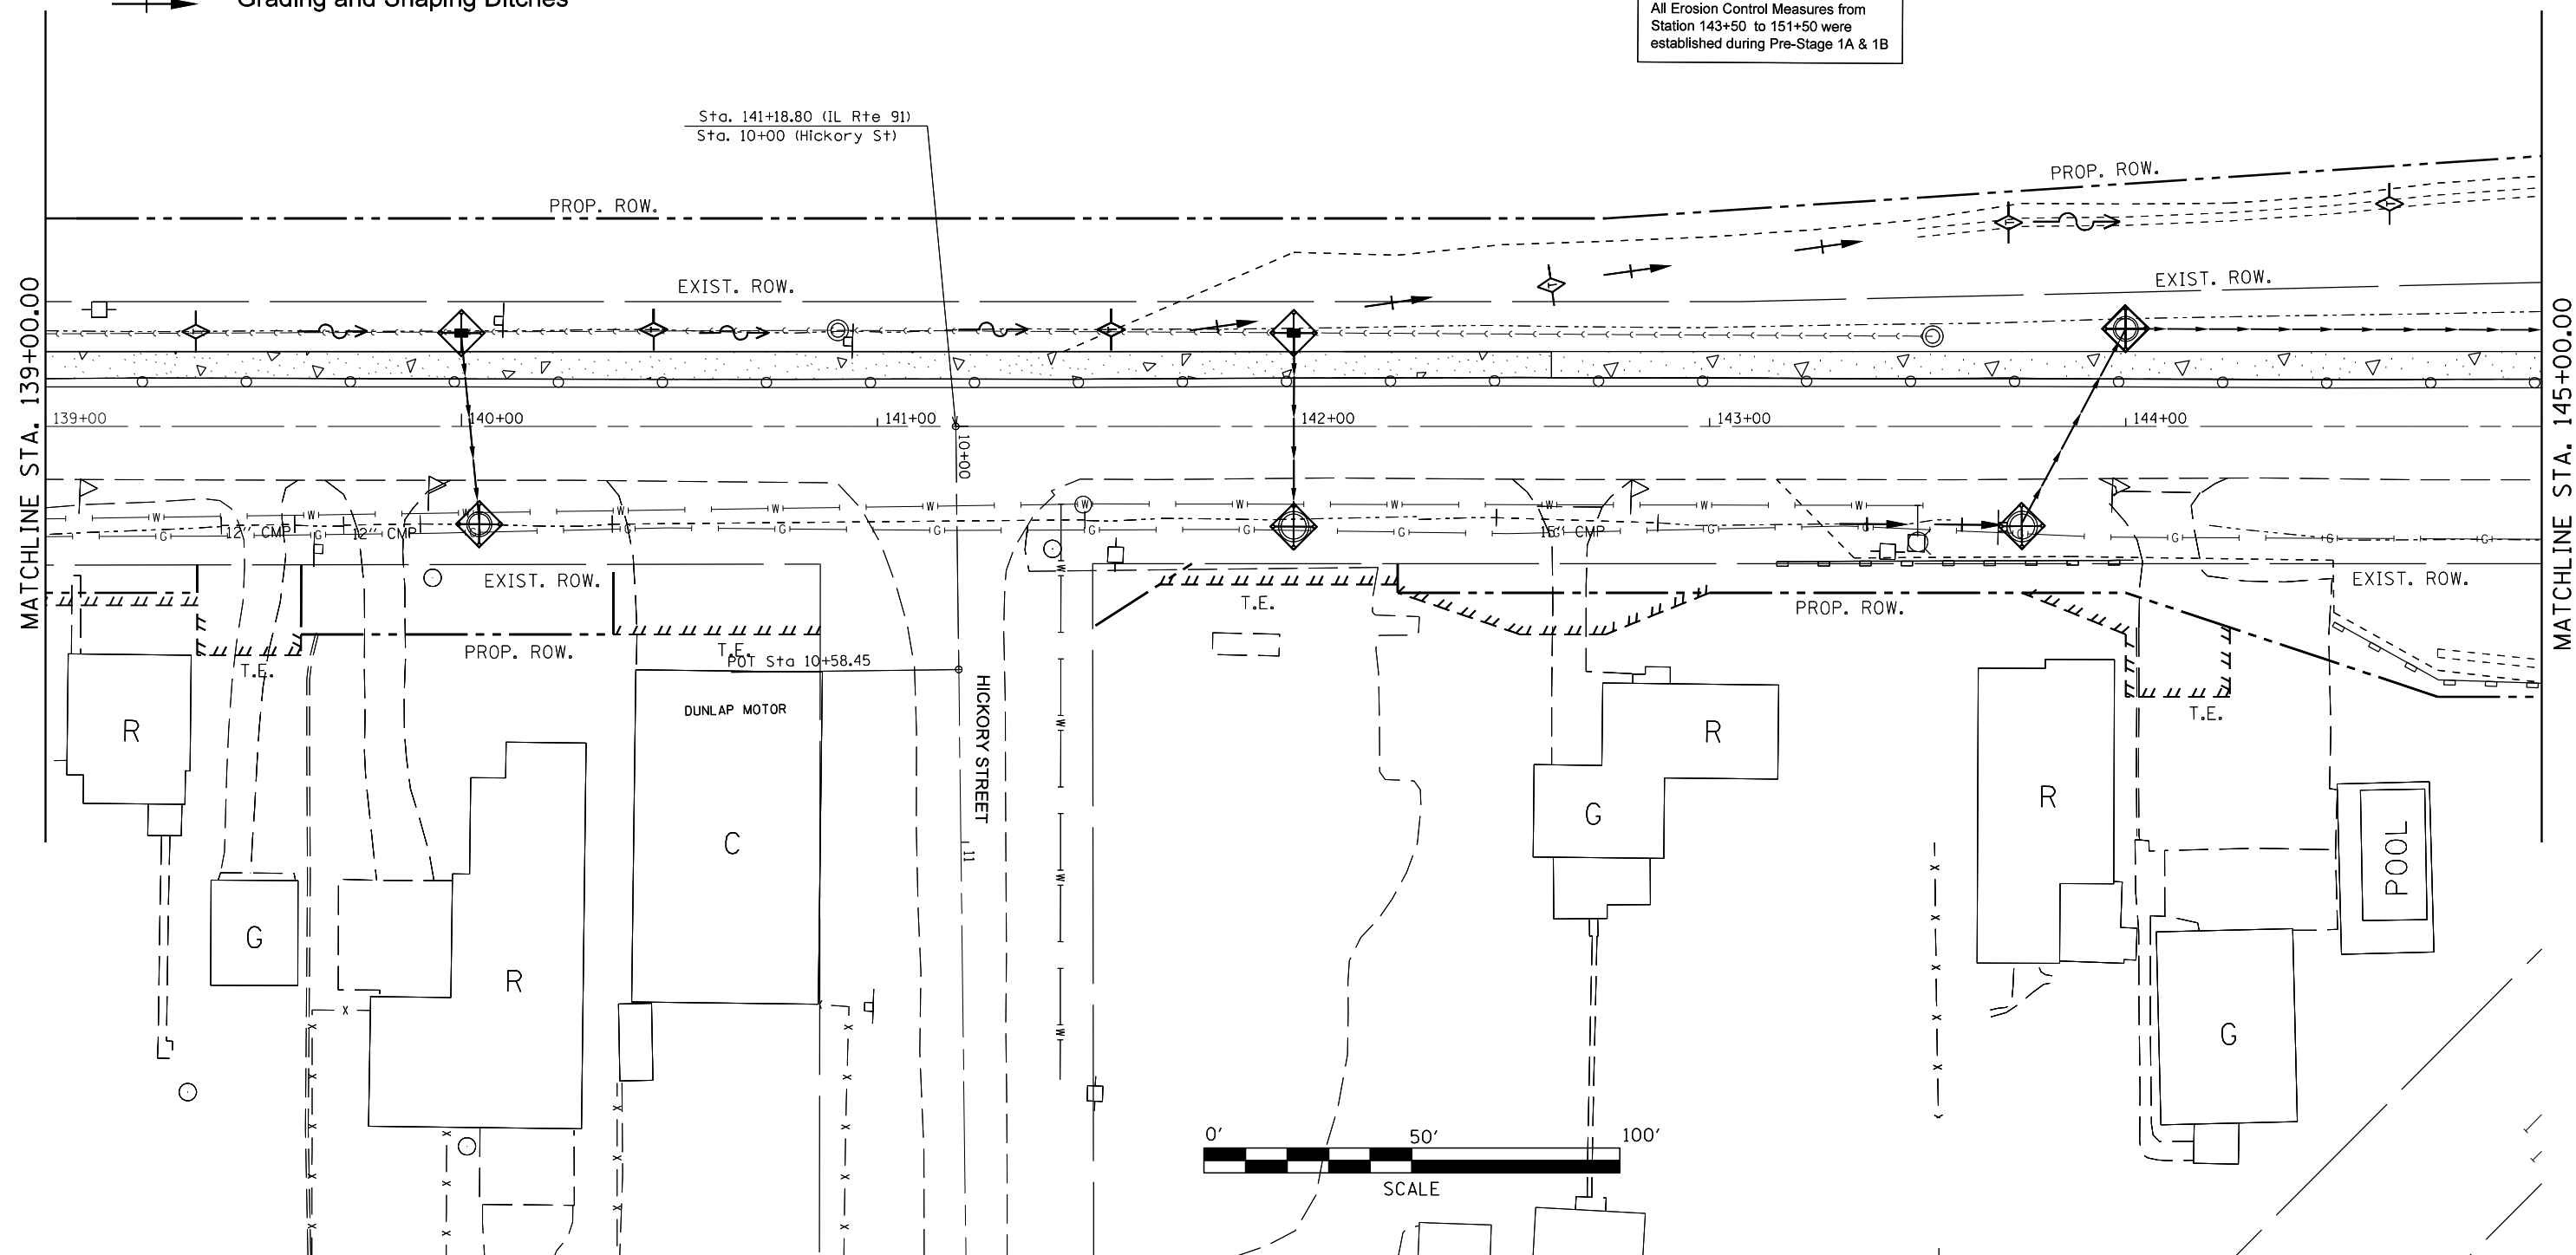 Grading and Shaping Ditches
All Erosion Control Measures from
Station 143+50 to 151+50 were
established during Pre-Stage 1A & 1B
Sta. 141+18.80 (IL Rte 91)
Sta. 10+00 (Hickory St)
PROP. ROW.
PROP. ROW.
EXIST. ROW.
EXIST. ROW.
MATCHLINE STA. 139+00.00
MATCHLINE STA. 145+00.00
139+00
140+00
141+00
142+00
143+00
144+00
10+00
W
W
W
W
W
W
W
W
W
W
W
W
G
12" CMP
G
12" CMP
G
G
G
G
G
G
G
15" CMP
G
G
G
G
G
EXIST. ROW.
EXIST. ROW.
T.E.
PROP. ROW.
T.E.
PROP. ROW.
T.E.
T.E.
POT Sta 10+58.45
DUNLAP MOTOR
HICKORY STREET
11
W
W
W
W
R
G
R
C
R
G
R
G
POOL
0'
50'
100'
SCALE